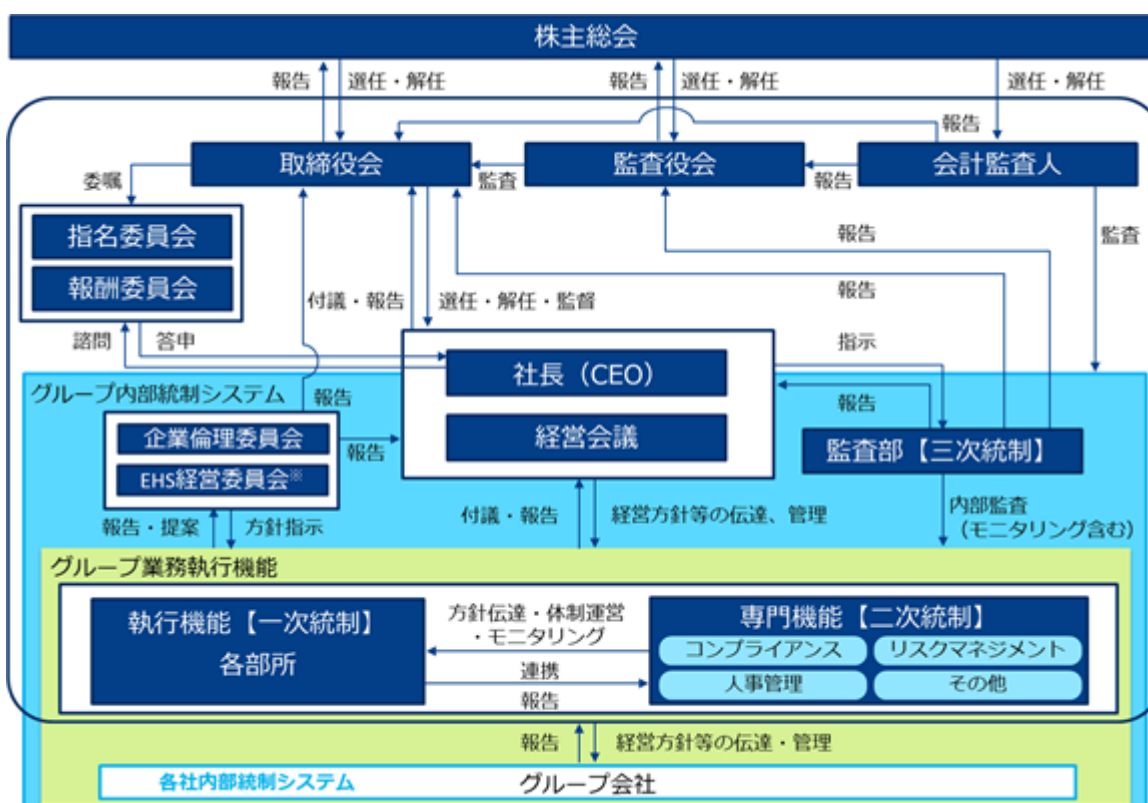 株主総会
報告
選任・解任
報告
選任・解任
選任・解任
報告
取締役会
監査
監査役会
報告
会計監査人
委嘱
指名委員会
報酬委員会
報告
監査
付議・報告
選任・解任・監督
報告
諮問
答申
指示
社長（CEO）
経営会議
グループ内部統制システム
報告
報告
企業倫理委員会
EHS経営委員会※
報告
監査部【三次統制】
報告・提案
方針指示
付議・報告
経営方針等の伝達、管理
内部監査
（モニタリング含む）
グループ業務執行機能
執行機能【一次統制】
各部所
方針伝達・体制運営
・モニタリング
連携
報告
専門機能【二次統制】
コンプライアンス
リスクマネジメント
人事管理
その他
報告
経営方針等の伝達・管理
各社内部統制システム
グループ会社